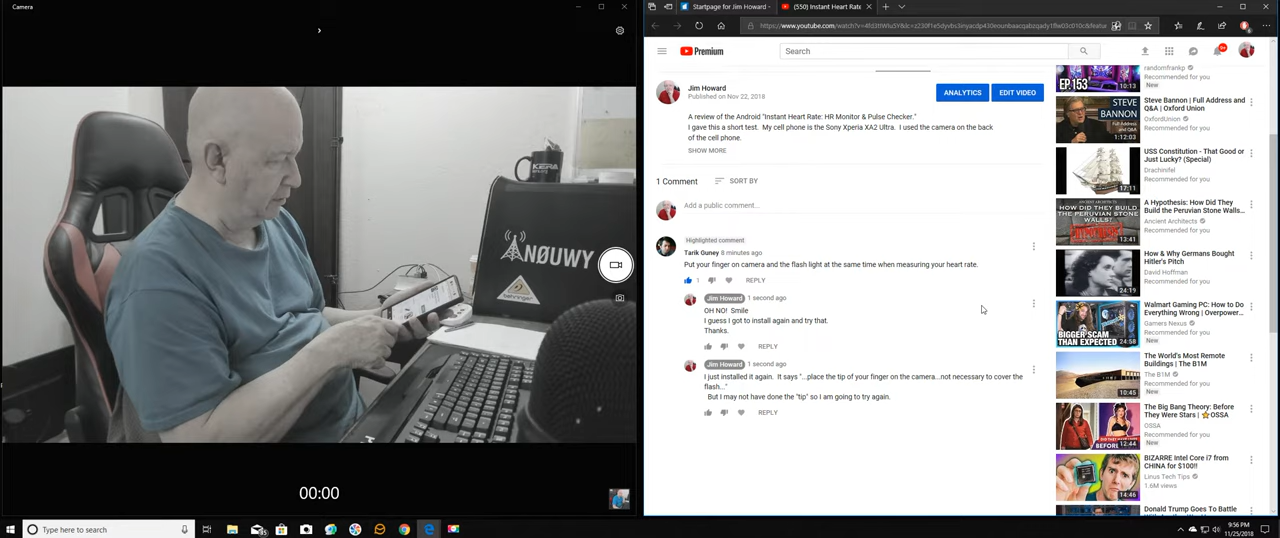 Camera
Startpage for Jim Howard
(550) Instant Heart Rate
Premium
Search
9+
Jim Howard
Published on Nov 22, 2018
ANALYTICS
EDIT VIDEO
A review of the Android "Instant Heart Rate: HR Monitor & Pulse Checker."
I gave this a short test. My cell phone is the Sony Xperia XA2 Ultra. I used the camera on the back
of the cell phone.
SHOW MORE
1 Comment
SORT BY
Add a public comment...
Highlighted comment
Tarik Guney 8 minutes ago
Put your finger on camera and the flash light at the same time when measuring your heart rate.
1
REPLY
Jim Howard 1 second ago
OH NO! Smile
I guess I got to install again and try that.
Thanks.
REPLY
Jim Howard 1 second ago
I just installed it again. It says "...place the tip of your finger on the camera...not necessary to cover the
flash..."
But I may not have done the "tip" so I am going to try again.
REPLY
EP.153
10:13
randomfrankp
Recommended for you
New
STEVE
BANNON
1:12:03
Steve Bannon | Full Address and
Q&A | Oxford Union
OxfordUnion
Recommended for you
17:11
USS Constitution - That Good or
Just Lucky? (Special)
Drachinifel
Recommended for you
HOW DID THEY BUILD
THE PERUVIAN STONE
WALLS?
13:41
A Hypothesis: How Did They
Build the Peruvian Stone Walls...
Ancient Architects
Recommended for you
24:19
How & Why Germans Bought
Hitler's Pitch
David Hoffman
Recommended for you
BIGGER SCAM
THAN EXPECTED
24:58
Walmart Gaming PC: How to Do
Everything Wrong | Overpower...
Gamers Nexus
Recommended for you
New
10:45
The World's Most Remote
Buildings | The B1M
The B1M
Recommended for you
12:44
The Big Bang Theory: Before
They Were Stars | ⭐OSSA
OSSA
Recommended for you
New
14:46
BIZARRE Intel Core i7 from
CHINA for $100!!
Linus Tech Tips
1.6M views
Donald Trump Goes To Battle
KERA
NØUWY
behringer
00:00
Type here to search
9:56 PM
11/25/2018